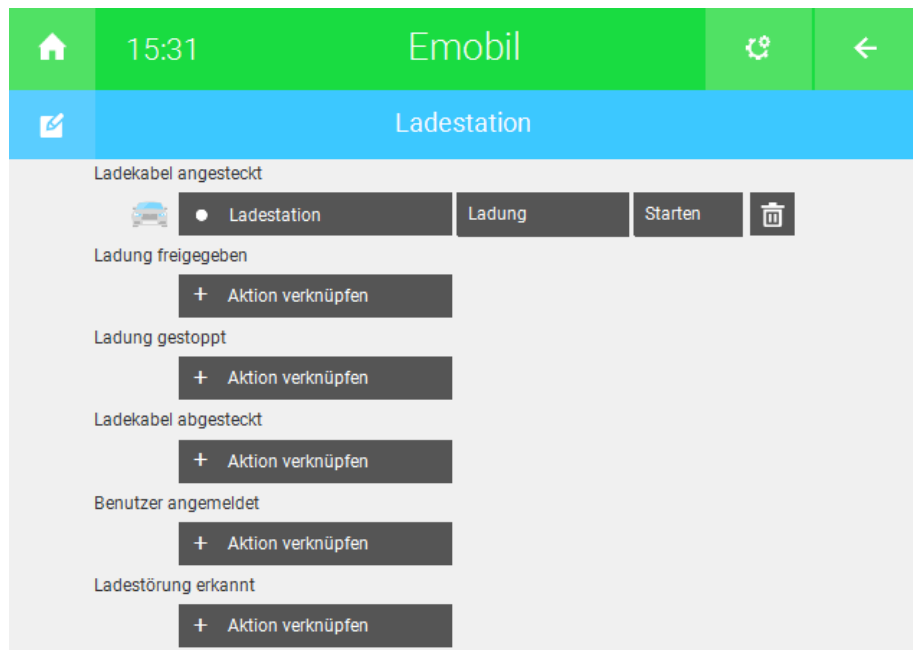 15:31 Emobil
Ladestation
Ladekabel angesteckt
Ladestation Ladung Starten
Ladung freigegeben
+ Aktion verknüpfen
Ladung gestoppt
+ Aktion verknüpfen
Ladekabel abgesteckt
+ Aktion verknüpfen
Benutzer angemeldet
+ Aktion verknüpfen
Ladestörung erkannt
+ Aktion verknüpfen